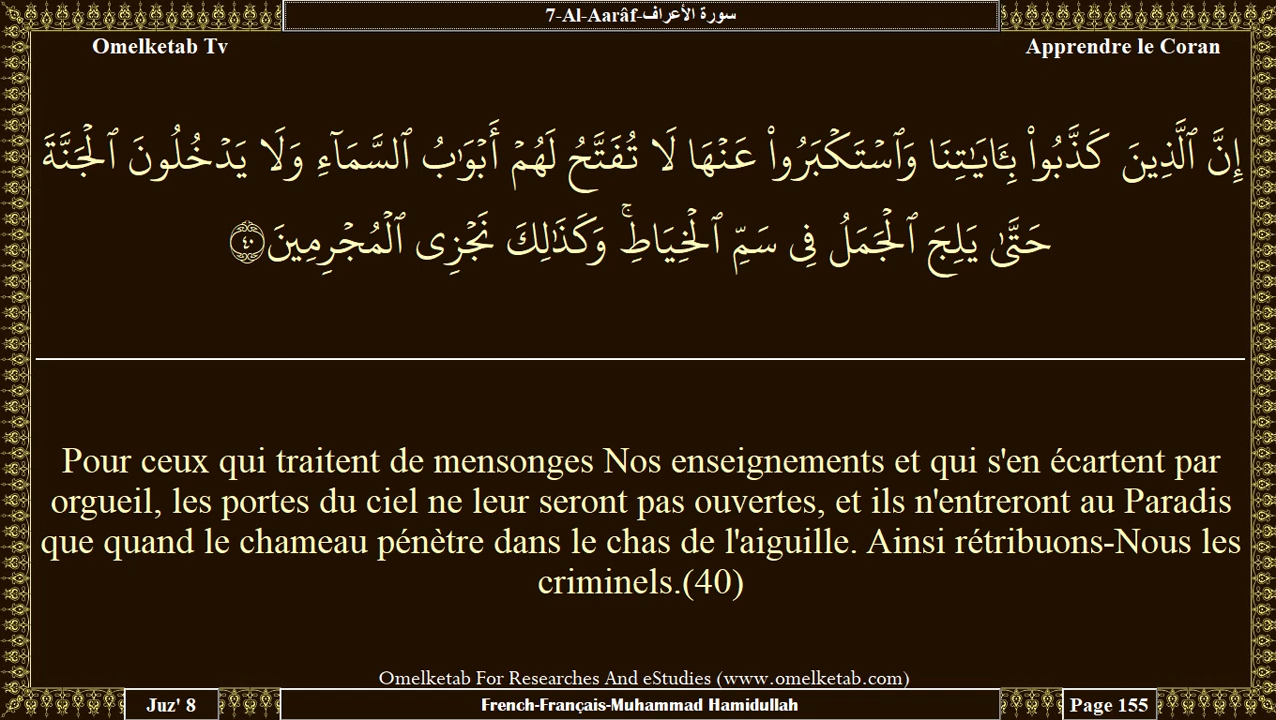 7-Al-Aarâf-سورة الأعراف
Omelketab Tv
Apprendre le Coran
إِنَّ ٱلَّذِينَ كَذَّبُوا۟ بِـَٔايَـٰتِنَا وَٱسْتَكْبَرُوا۟ عَنْهَا لَا تُفَتَّحُ لَهُمْ أَبْوَٰبُ ٱلسَّمَآءِ وَلَا يَدْخُلُونَ ٱلْجَنَّةَ
حَتَّىٰ يَلِجَ ٱلْجَمَلُ فِى سَمِّ ٱلْخِيَاطِ ۚ وَكَذَٰلِكَ نَجْزِى ٱلْمُجْرِمِينَ ٤٠
Pour ceux qui traitent de mensonges Nos enseignements et qui s'en écartent par
orgueil, les portes du ciel ne leur seront pas ouvertes, et ils n'entreront au Paradis
que quand le chameau pénètre dans le chas de l'aiguille. Ainsi rétribuons-Nous les
criminels.(40)
Omelketab For Researches And eStudies (www.omelketab.com)
Juz' 8
French-Français-Muhammad Hamidullah
Page 155